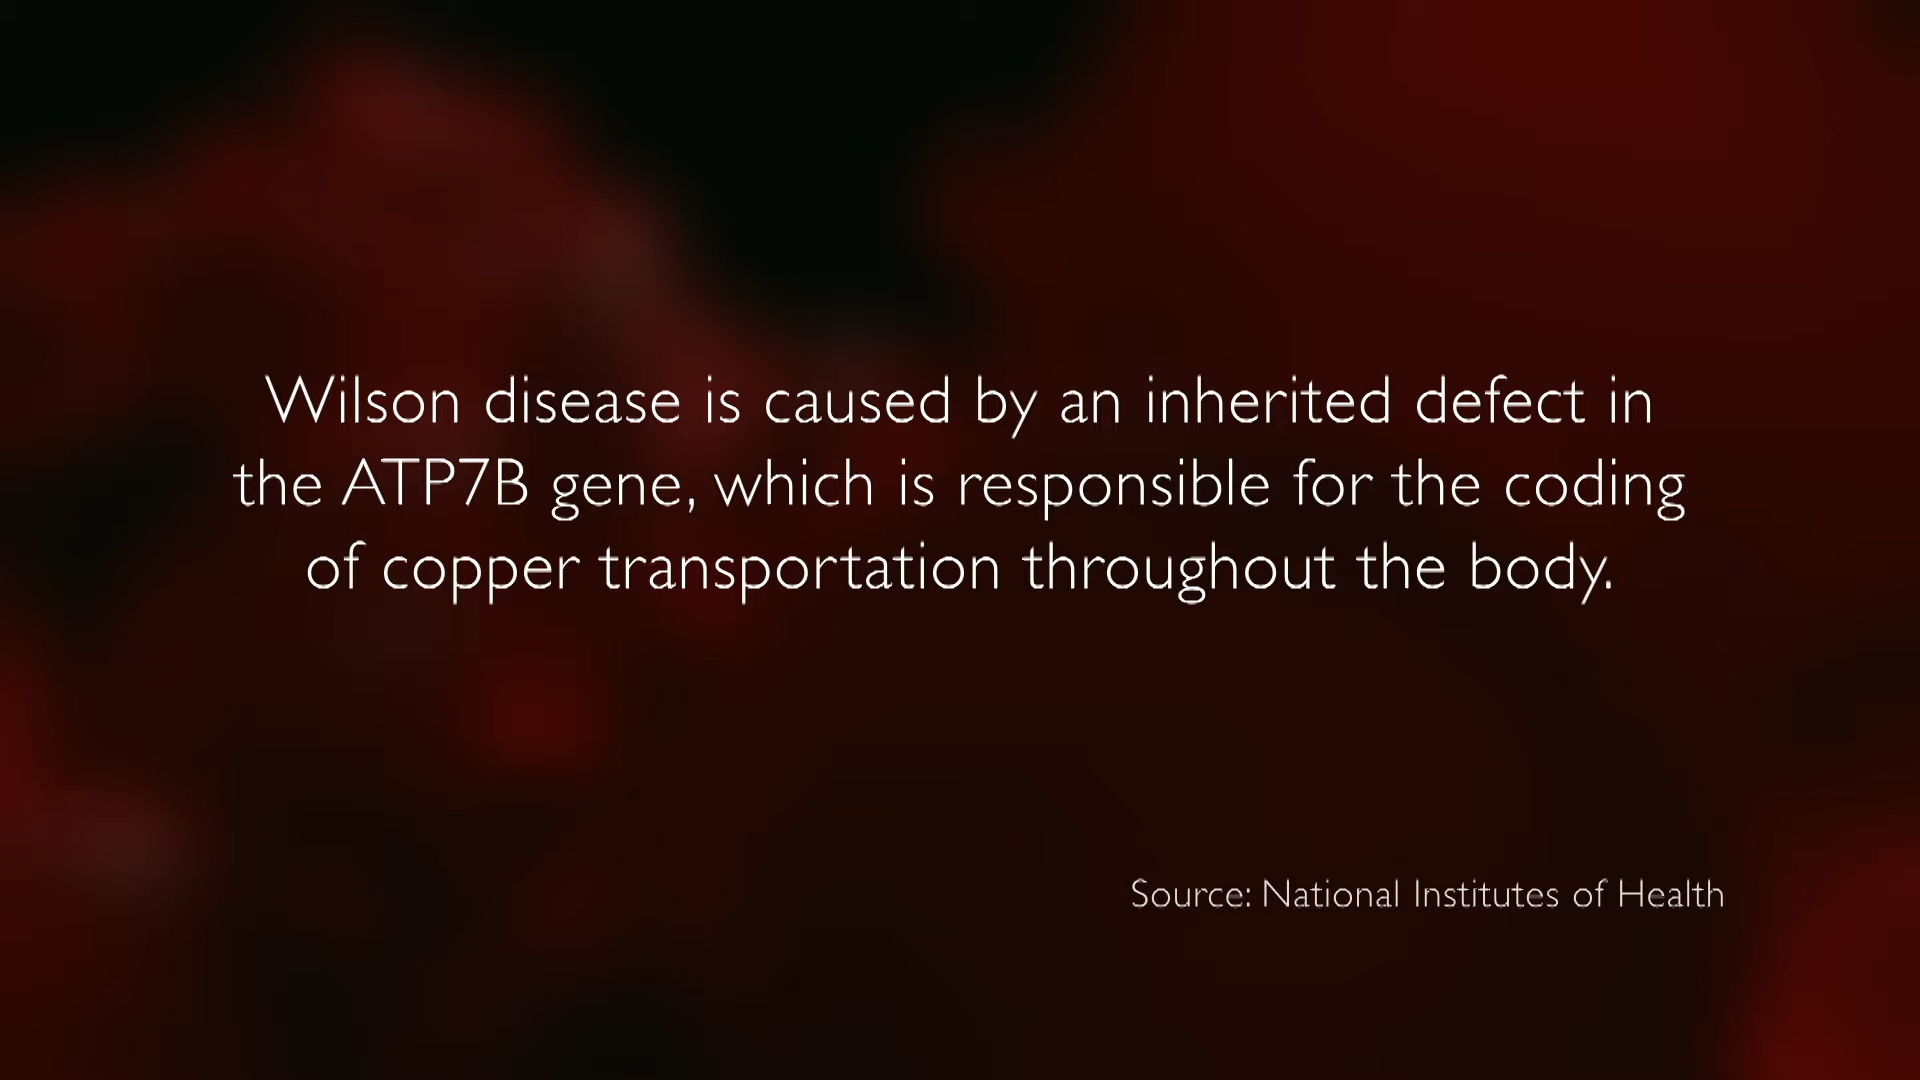 Wilson disease is caused by an inherited defect in
the ATP7B gene, which is responsible for the coding
of copper transportation throughout the body.
Source: National Institutes of Health